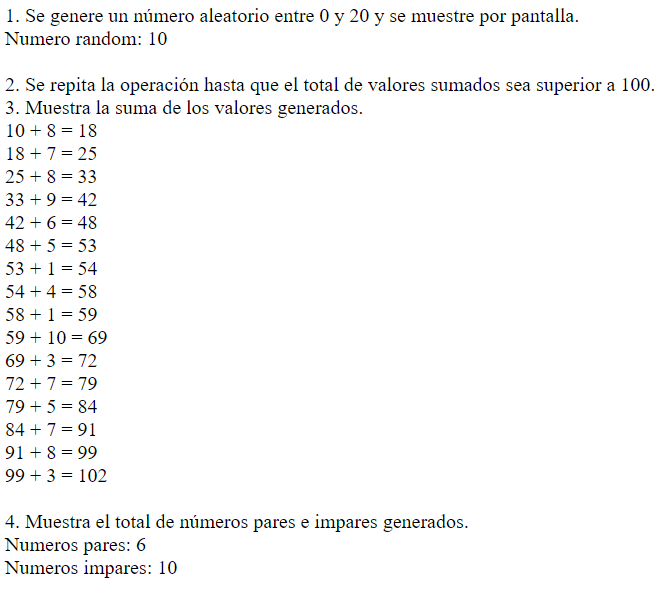 1. Se genere un número aleatorio entre 0 y 20 y se muestre por pantalla.
Numero random: 10
2. Se repita la operación hasta que el total de valores sumados sea superior a 100.
3. Muestra la suma de los valores generados.
10 + 8 = 18
18 + 7 = 25
25 + 8 = 33
33 + 9 = 42
42 + 6 = 48
48 + 5 = 53
53 + 1 = 54
54 + 4 = 58
58 + 1 = 59
59 + 10 = 69
69 + 3 = 72
72 + 7 = 79
79 + 5 = 84
84 + 7 = 91
91 + 8 = 99
99 + 3 = 102
4. Muestra el total de números pares e impares generados.
Numeros pares: 6
Numeros impares: 10